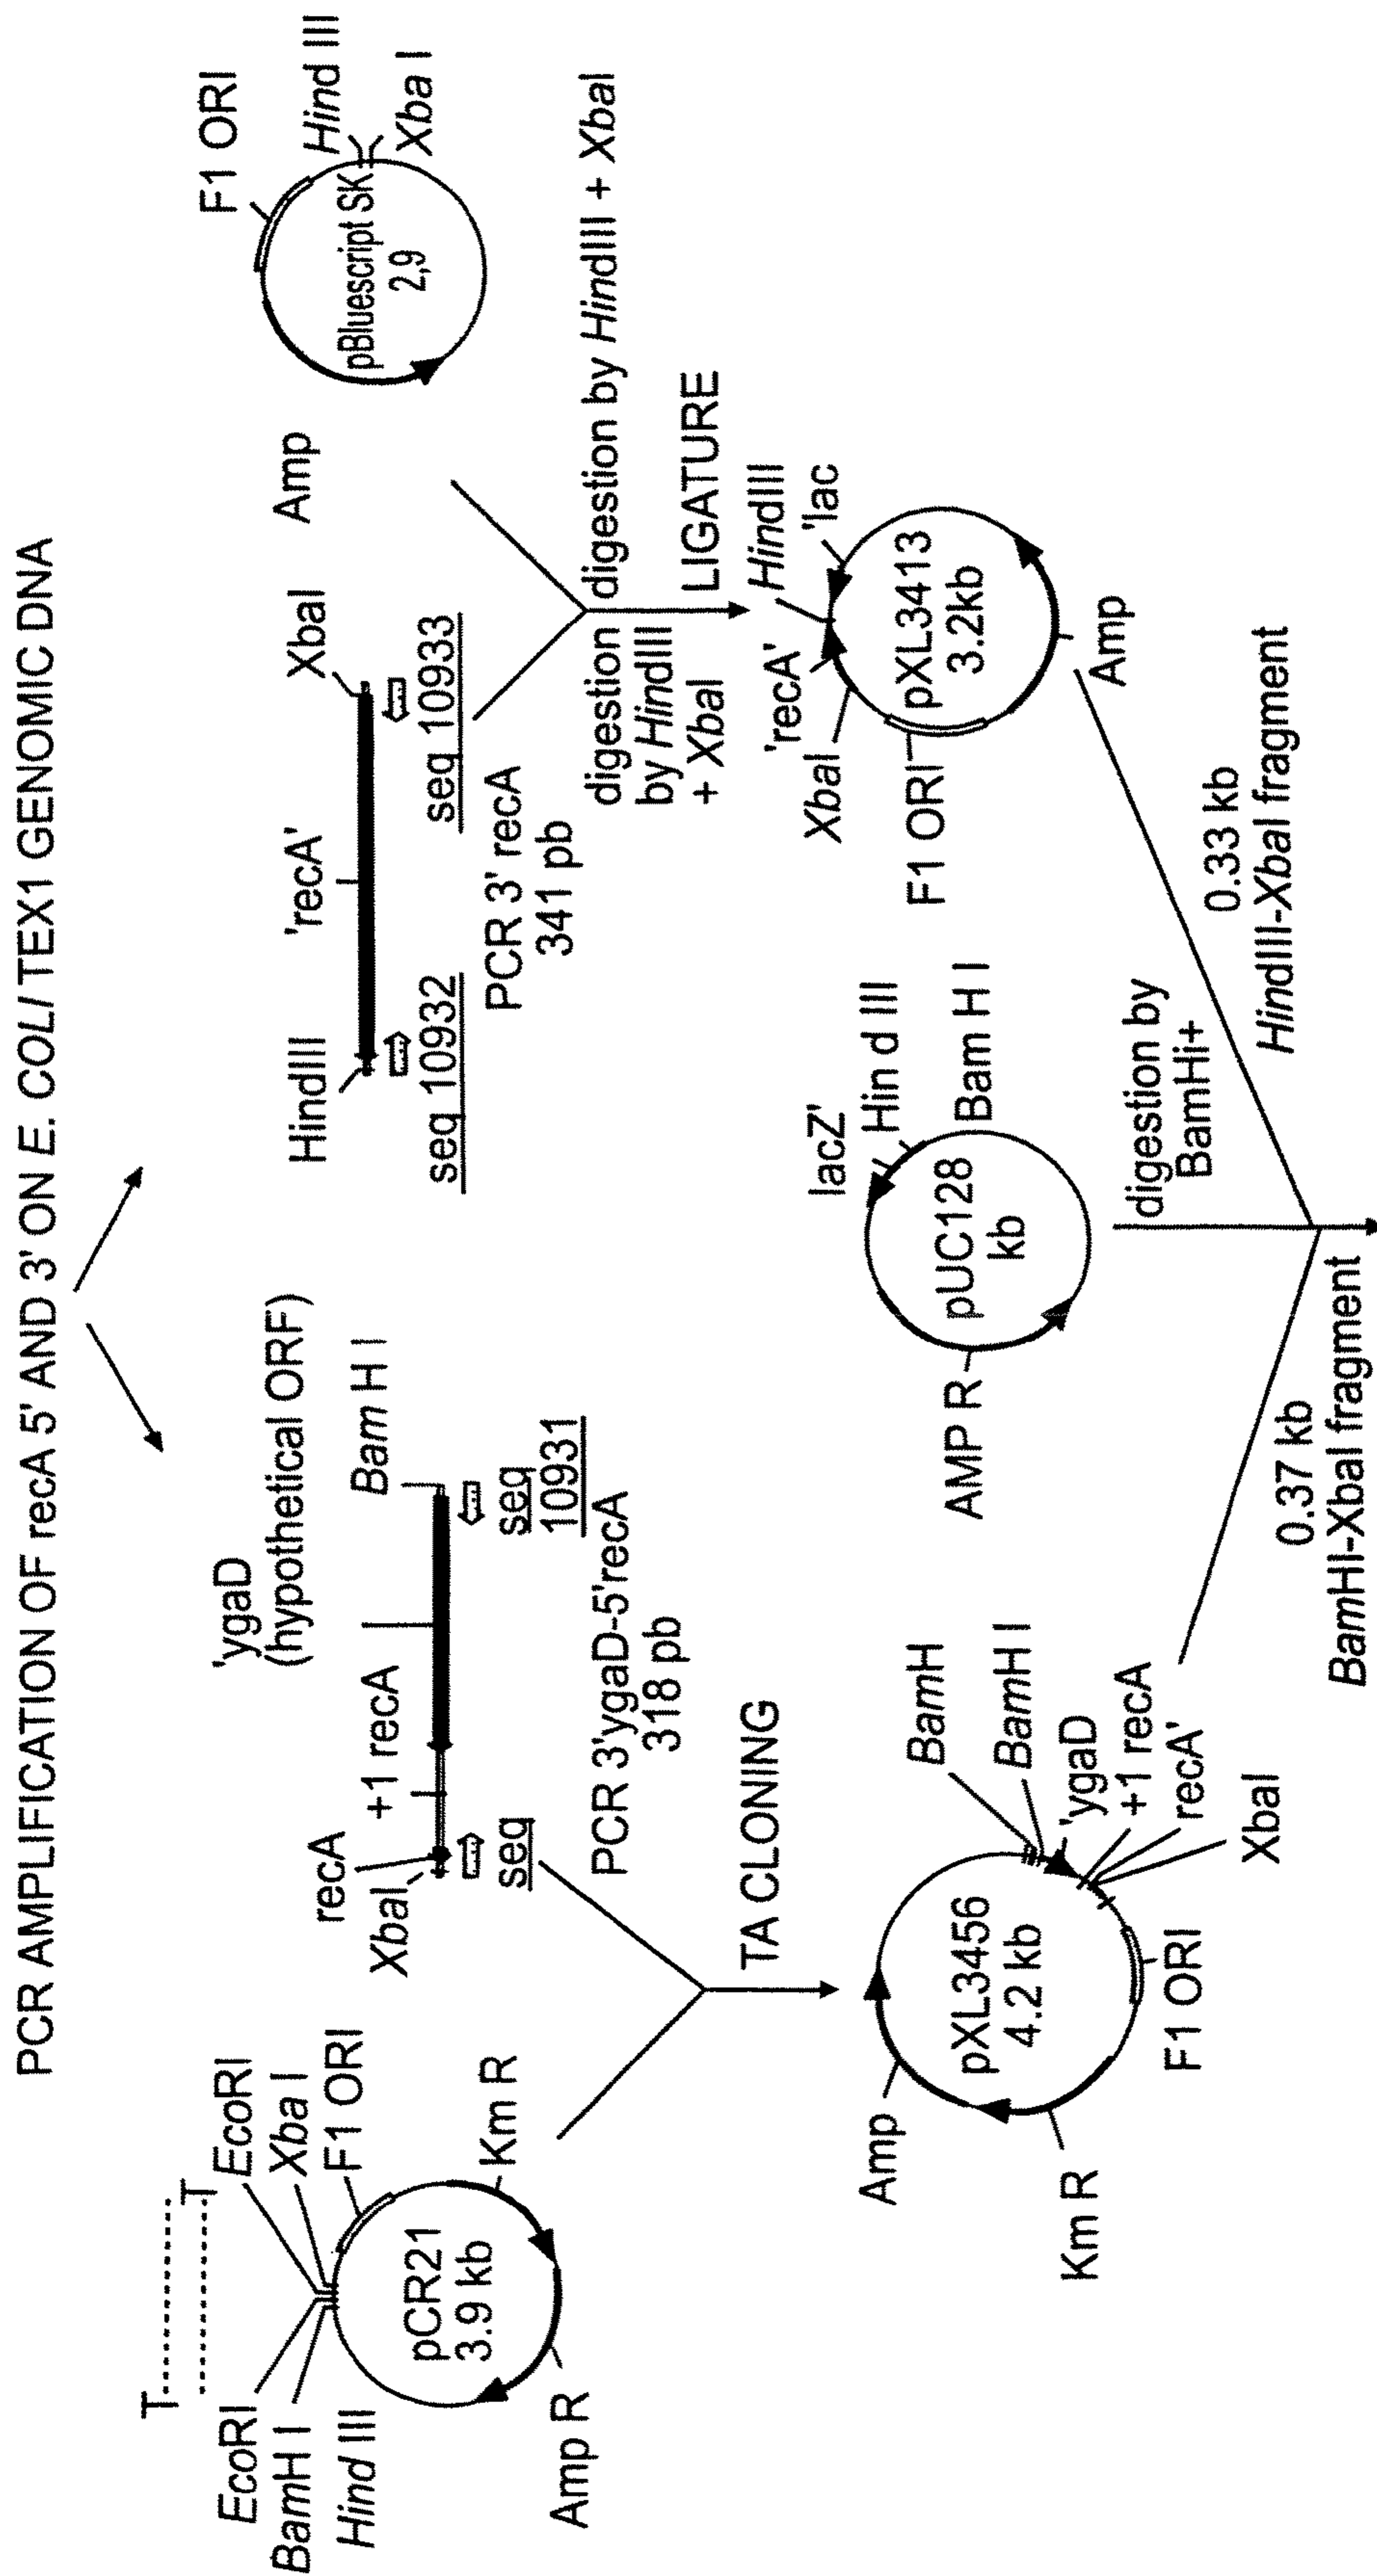 PCR AMPLIFICATION OF recA 5' AND 3' ON E. COLI TEX1 GENOMIC DNA
T
T
EcoRI
BamH I
Hind III
EcoRI
Xba I
F1 ORI
pCR21
3.9 kb
Km R
Amp R
'ygaD
(hypothetical ORF)
recA
+1 recA
XbaI
Bam H I
seq
seq
10931
PCR 3'ygaD-5'recA
318 pb
TA CLONING
HindIII
'recA'
XbaI
seq 10932
seq 10933
PCR 3' recA
341 pb
Amp
F1 ORI
Hind III
Xba I
pBluescript SK
2,9
digestion
by HindIII
+ XbaI
digestion by HindIII + XbaI
LIGATURE
Amp
Km R
pXL3456
4.2 kb
F1 ORI
BamH
BamH I
'ygaD
+1 recA
recA'
XbaI
AMP R
pUC128
kb
lacZ'
Hin d III
Bam H I
digestion by
BamHi+
XbaI
'recA'
HindIII
'lac
F1 ORI
pXL3413
3.2kb
Amp
0.37 kb
BamHI-XbaI fragment
0.33 kb
HindIII-XbaI fragment